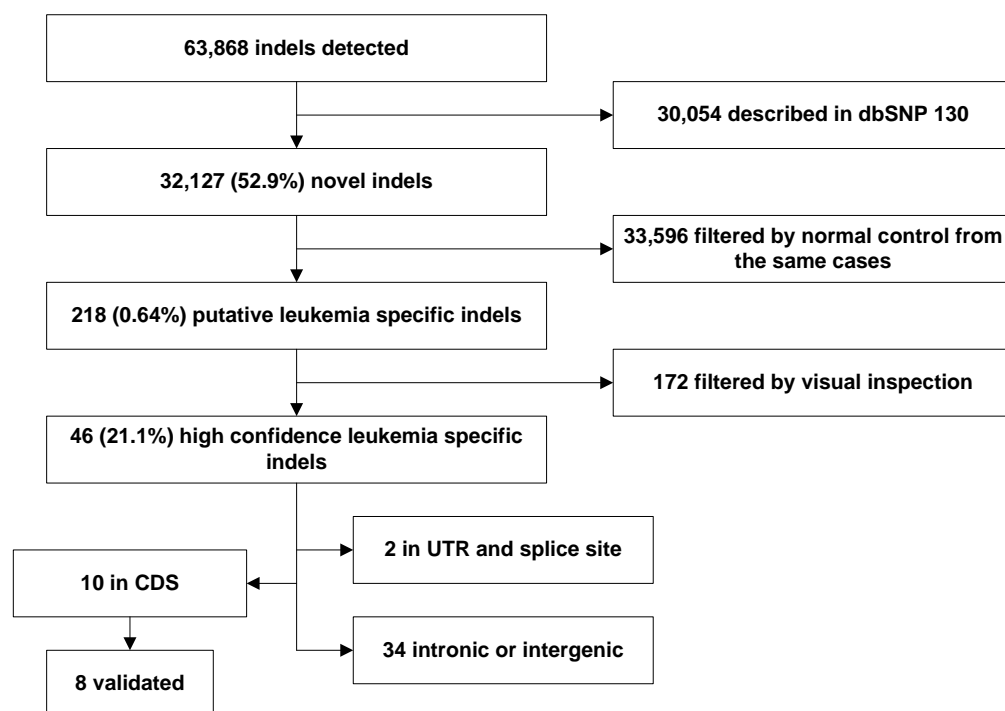 63,868 indels detected
30,054 described in dbSNP 130
32,127 (52.9%) novel indels
33,596 filtered by normal control from
the same cases
218 (0.64%) putative leukemia specific indels
172 filtered by visual inspection
46 (21.1%) high confidence leukemia specific
indels
2 in UTR and splice site
10 in CDS
34 intronic or intergenic
8 validated